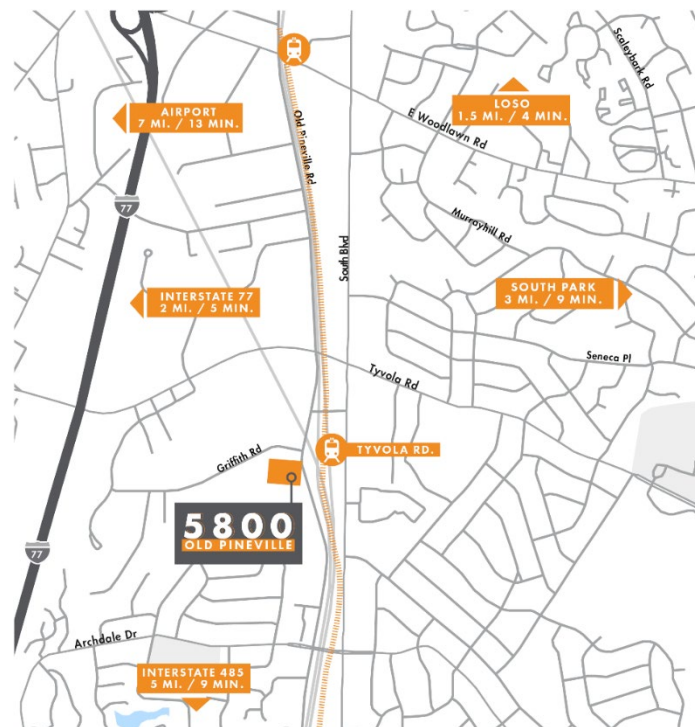 Scaleybark Rd
AIRPORT
7 MI. / 13 MIN.
LOSO
1.5 MI. / 4 MIN.
Old Pineville Rd
E Woodlawn Rd
77
Murroyhill Rd
South Blvd
INTERSTATE 77
2 MI. / 5 MIN.
SOUTH PARK
3 MI. / 9 MIN.
Seneca Pl
Tyvola Rd
Griffith Rd
TYVOLA RD.
5800
OLD PINEVILLE
77
Archdale Dr
INTERSTATE 485
5 MI. / 9 MIN.